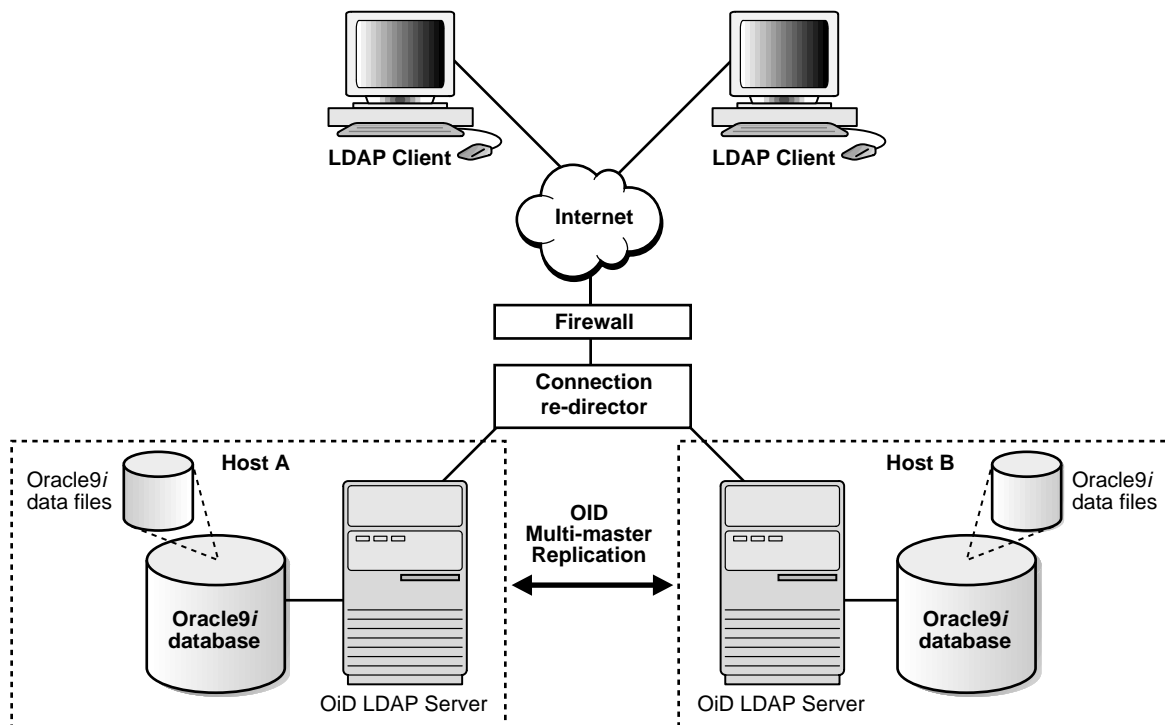 LDAP Client
LDAP Client
Internet
Firewall
Connection
re-director
Host A
Oracle9i
data files
Oracle9i
database
OiD LDAP Server
OID
Multi-master
Replication
Host B
Oracle9i
data files
Oracle9i
database
OiD LDAP Server